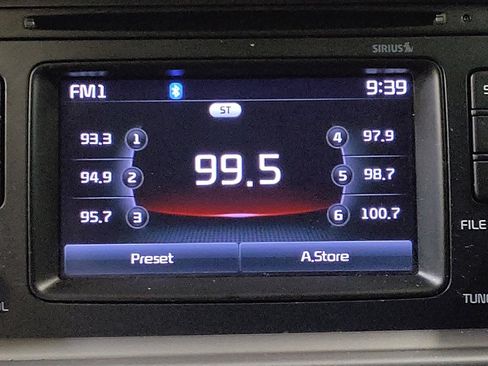 SIRIUS
FM1 9:39
ST
93.3 1 4 97.9
99.5
94.9 2 5 98.7
95.7 3 6 100.7
FILE
Preset A.Store